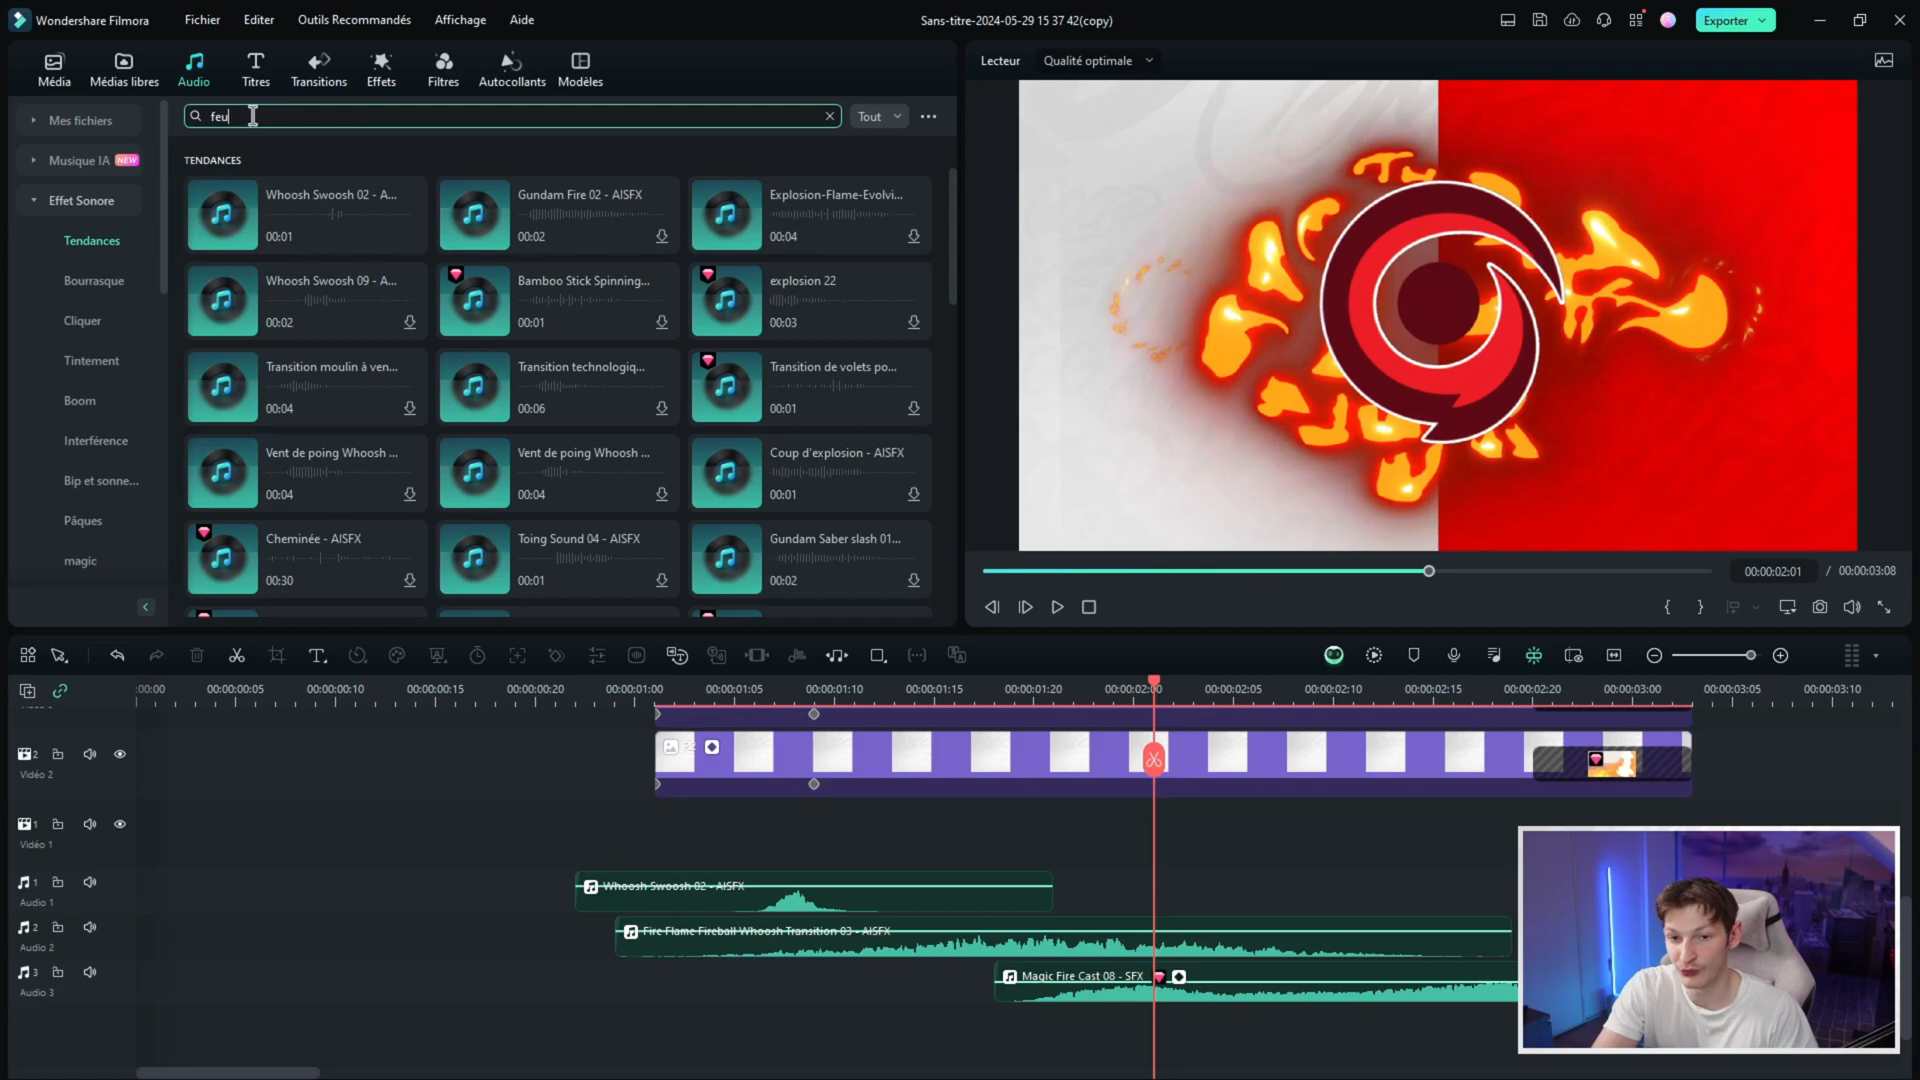 Wondershare Filmora
Fichier
Editer
Outils Recommandés
Affichage
Aide
Sans-titre-2024-05-29 15 37 42(copy)
Exporter
Média
Médias libres
Audio
Titres
Transitions
Effets
Filtres
Autocollants
Modèles
Lecteur
Qualité optimale
Mes fichiers
Musique IA NEW
Effet Sonore
Tendances
Bourrasque
Cliquer
Tintement
Boom
Interférence
Bip et sonne...
Pâques
magic
feu
Tout
TENDANCES
Whoosh Swoosh 02 - A...
00:01
Gundam Fire 02 - AISFX
00:02
Explosion-Flame-Evolvi...
00:04
Whoosh Swoosh 09 - A...
00:02
Bamboo Stick Spinning...
00:01
explosion 22
00:03
Transition moulin à ven...
00:04
Transition technologiq...
00:06
Transition de volets po...
00:01
Vent de poing Whoosh ...
00:04
Vent de poing Whoosh ...
00:04
Coup d'explosion - AISFX
00:01
Cheminée - AISFX
00:30
Toing Sound 04 - AISFX
00:01
Gundam Saber slash 01...
00:02
00:00:02:01 / 00:00:03:08
:00:00
00:00:00:05
00:00:00:10
00:00:00:15
00:00:00:20
00:00:01:00
00:00:01:05
00:00:01:10
00:00:01:15
00:00:01:20
00:00:02:00
00:00:02:05
00:00:02:10
00:00:02:15
00:00:02:20
00:00:03:00
00:00:03:05
00:00:03:10
2
Vidéo 2
1
Vidéo 1
1
Audio 1
Whoosh Swoosh 02 - AISFX
2
Audio 2
Fire Flame Fireball Whoosh Transition 03 - AISFX
3
Audio 3
Magic Fire Cast 08 - SFX